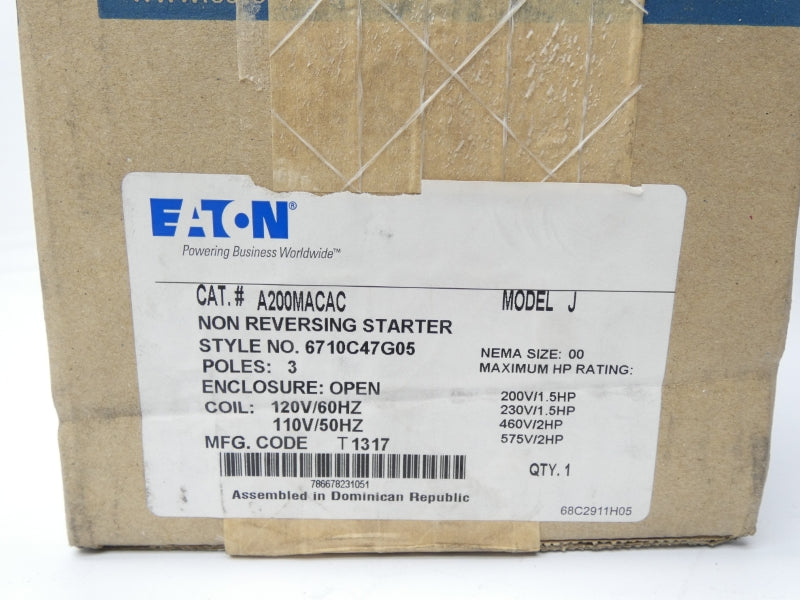 EATON®
Powering Business Worldwide™
CAT.# A200MACAC MODEL J
NON REVERSING STARTER
STYLE NO. 6710C47G05
POLES: 3
ENCLOSURE: OPEN
COIL: 120V/60HZ
110V/50HZ
MFG. CODE T1317
NEMA SIZE: 00
MAXIMUM HP RATING:
200V/1.5HP
230V/1.5HP
460V/2HP
575V/2HP
QTY. 1
786678231051
Assembled in Dominican Republic
68C2911H05